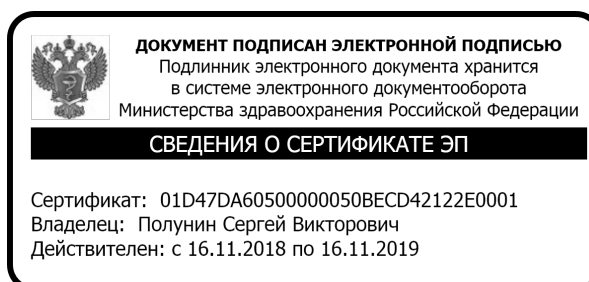 ДОКУМЕНТ ПОДПИСАН ЭЛЕКТРОННОЙ ПОДПИСЬЮ
Подлинник электронного документа хранится
в системе электронного документооборота
Министерства здравоохранения Российской Федерации
СВЕДЕНИЯ О СЕРТИФИКАТЕ ЭП
Сертификат: 01D47DA60500000050BECD42122E0001
Владелец: Полунин Сергей Викторович
Действителен: с 16.11.2018 по 16.11.2019